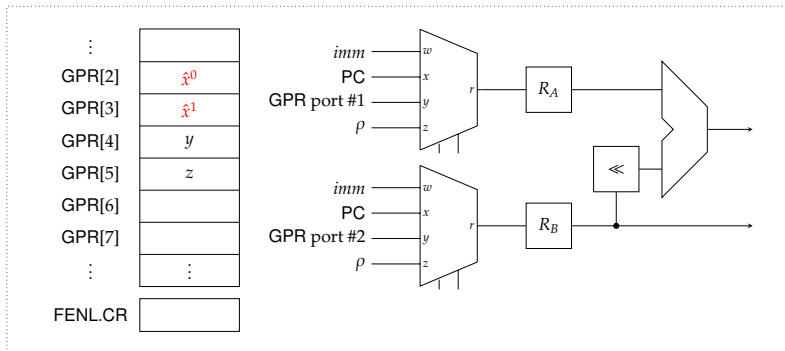 ⋮
GPR[2] x̂⁰
GPR[3] x̂¹
GPR[4] y
GPR[5] z
GPR[6]
GPR[7]
⋮ ⋮
FENL.CR
imm w
PC x
GPR port #1 y
ρ z
r
R_A
imm w
PC x
GPR port #2 y
ρ z
r
R_B
≪